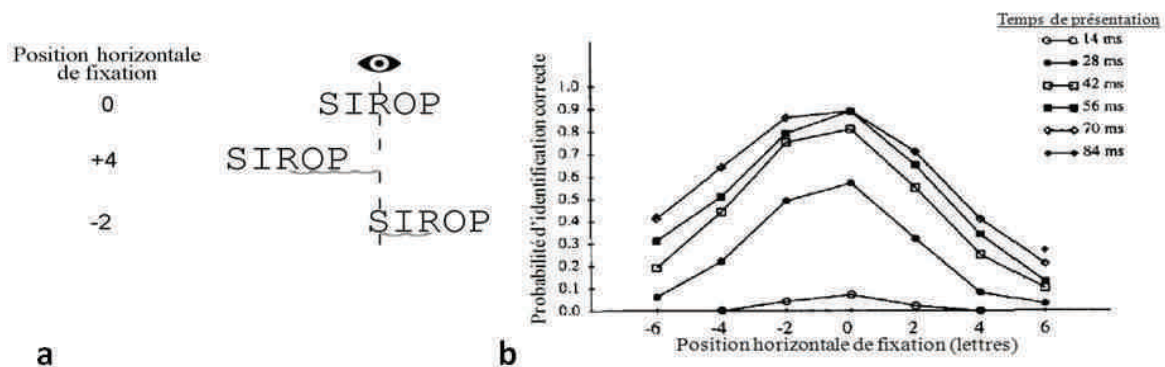 a
Position horizontale
de fixation
0
SIROP
+4
SIROP
-2
SIROP
b
Temps de présentation
14 ms
28 ms
42 ms
56 ms
70 ms
84 ms
Probabilité d'identification correcte
1.0
0.9
0.8
0.7
0.6
0.5
0.4
0.3
0.2
0.1
0.0
-6 -4 -2 0 2 4 6
Position horizontale de fixation (lettres)